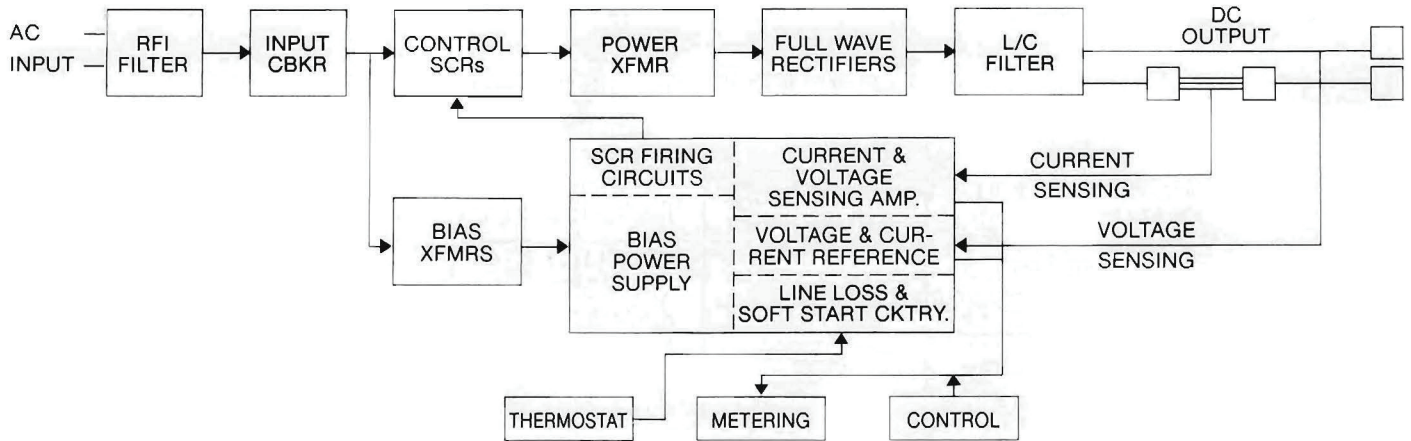 AC
INPUT
RFI
FILTER
INPUT
CBKR
CONTROL
SCRs
POWER
XFMR
FULL WAVE
RECTIFIERS
L/C
FILTER
DC
OUTPUT
SCR FIRING
CIRCUITS
CURRENT &
VOLTAGE
SENSING AMP.
CURRENT
SENSING
BIAS
XFMRS
BIAS
POWER
SUPPLY
VOLTAGE & CUR-
RENT REFERENCE
VOLTAGE
SENSING
LINE LOSS &
SOFT START CKTRY.
THERMOSTAT
METERING
CONTROL